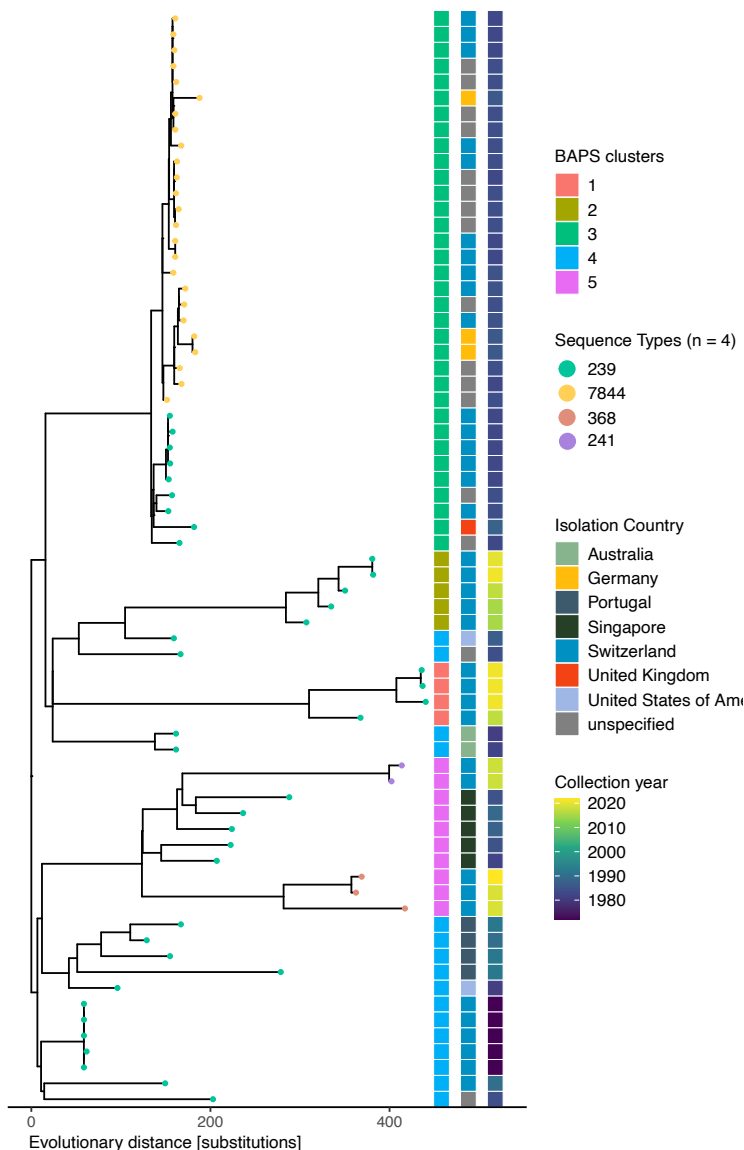 BAPS clusters
1
2
3
4
5
Sequence Types (n = 4)
239
7844
368
241
Isolation Country
Australia
Germany
Portugal
Singapore
Switzerland
United Kingdom
United States of Ame
unspecified
Collection year
2020
2010
2000
1990
1980
0 200 400
Evolutionary distance [substitutions]